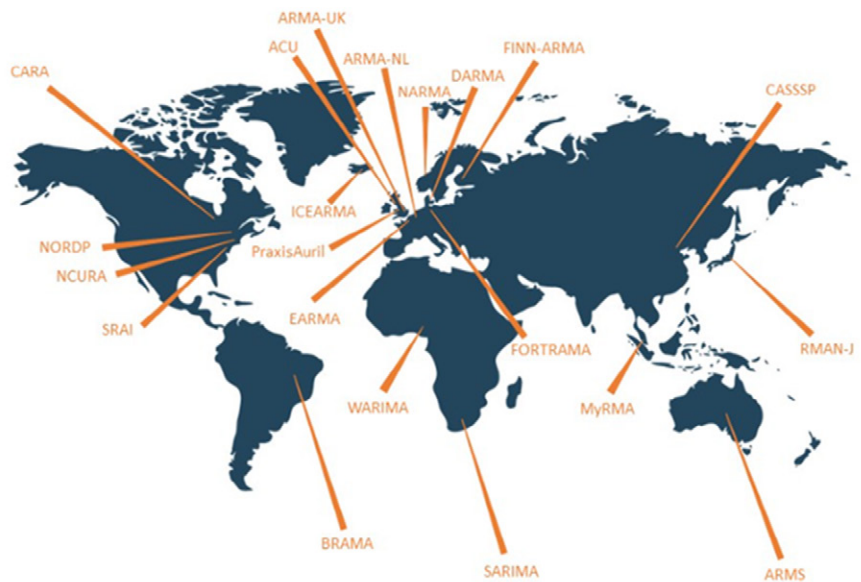 ARMA-UK
ACU
ARMA-NL
FINN-ARMA
CARA
DARMA
NARMA
CASSSP
ICEARMA
NORDP
PraxisAuril
NCURA
EARMA
SRAI
FORTRAMA
RMAN-J
WARIMA
MyRMA
BRAMA
SARIMA
ARMS